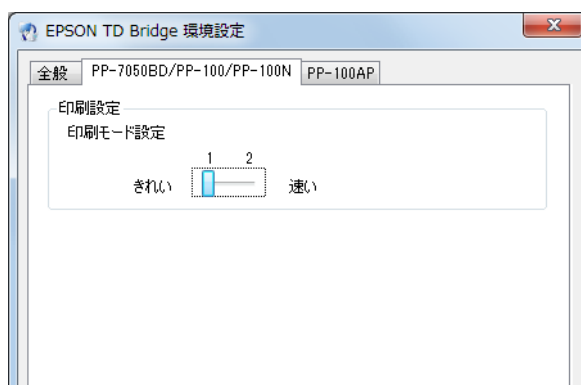 EPSON TD Bridge 環境設定
全般 PP-7050BD/PP-100/PP-100N PP-100AP
印刷設定
印刷モード設定
1 2
きれい 速い